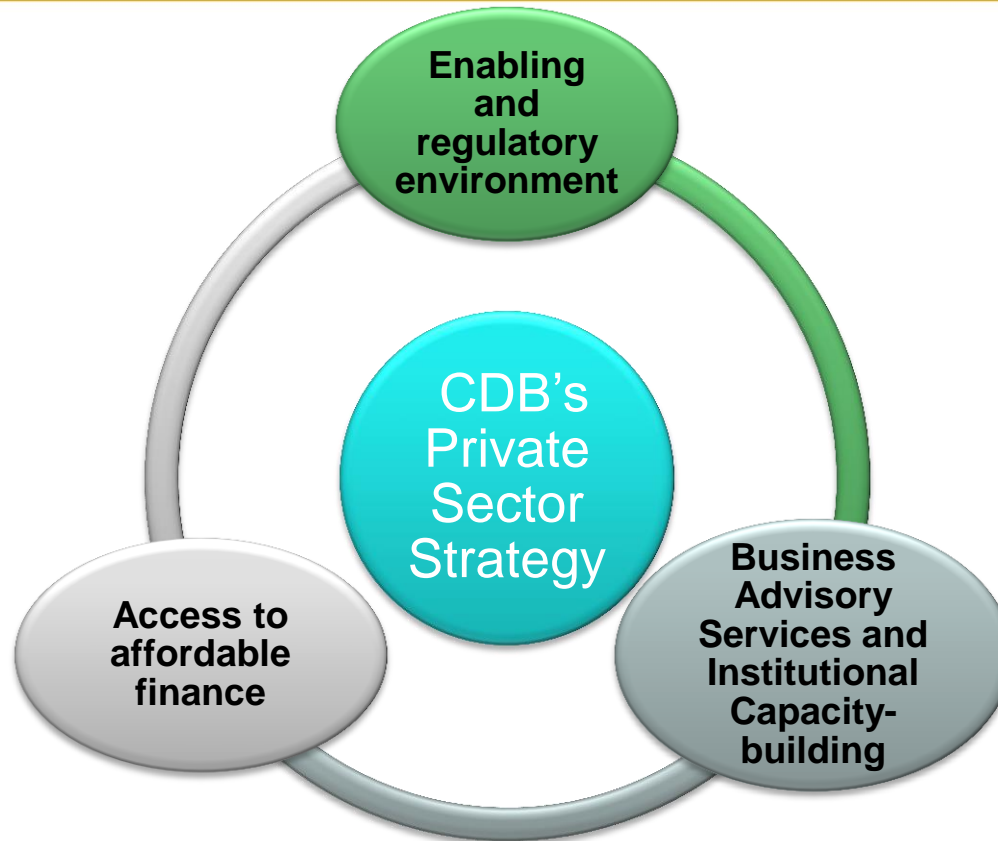 Enabling
and
regulatory
environment
CDB’s
Private
Sector
Strategy
Access to
affordable
finance
Business
Advisory
Services and
Institutional
Capacity-
building